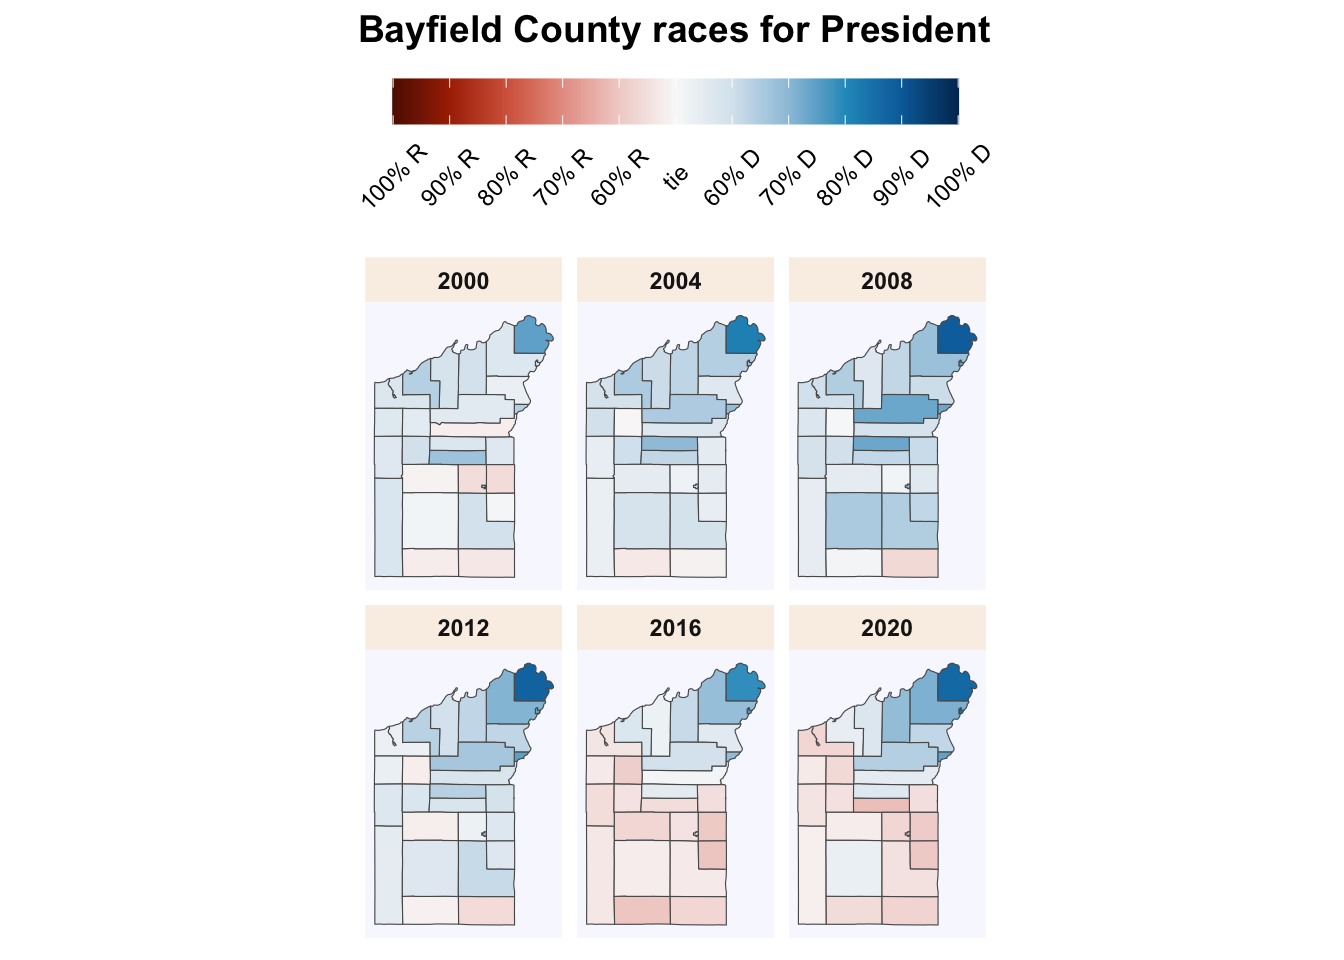 Bayfield County races for President
100% R
90% R
80% R
70% R
60% R
tie
60% D
70% D
80% D
90% D
100% D
2000
2004
2008
2012
2016
2020